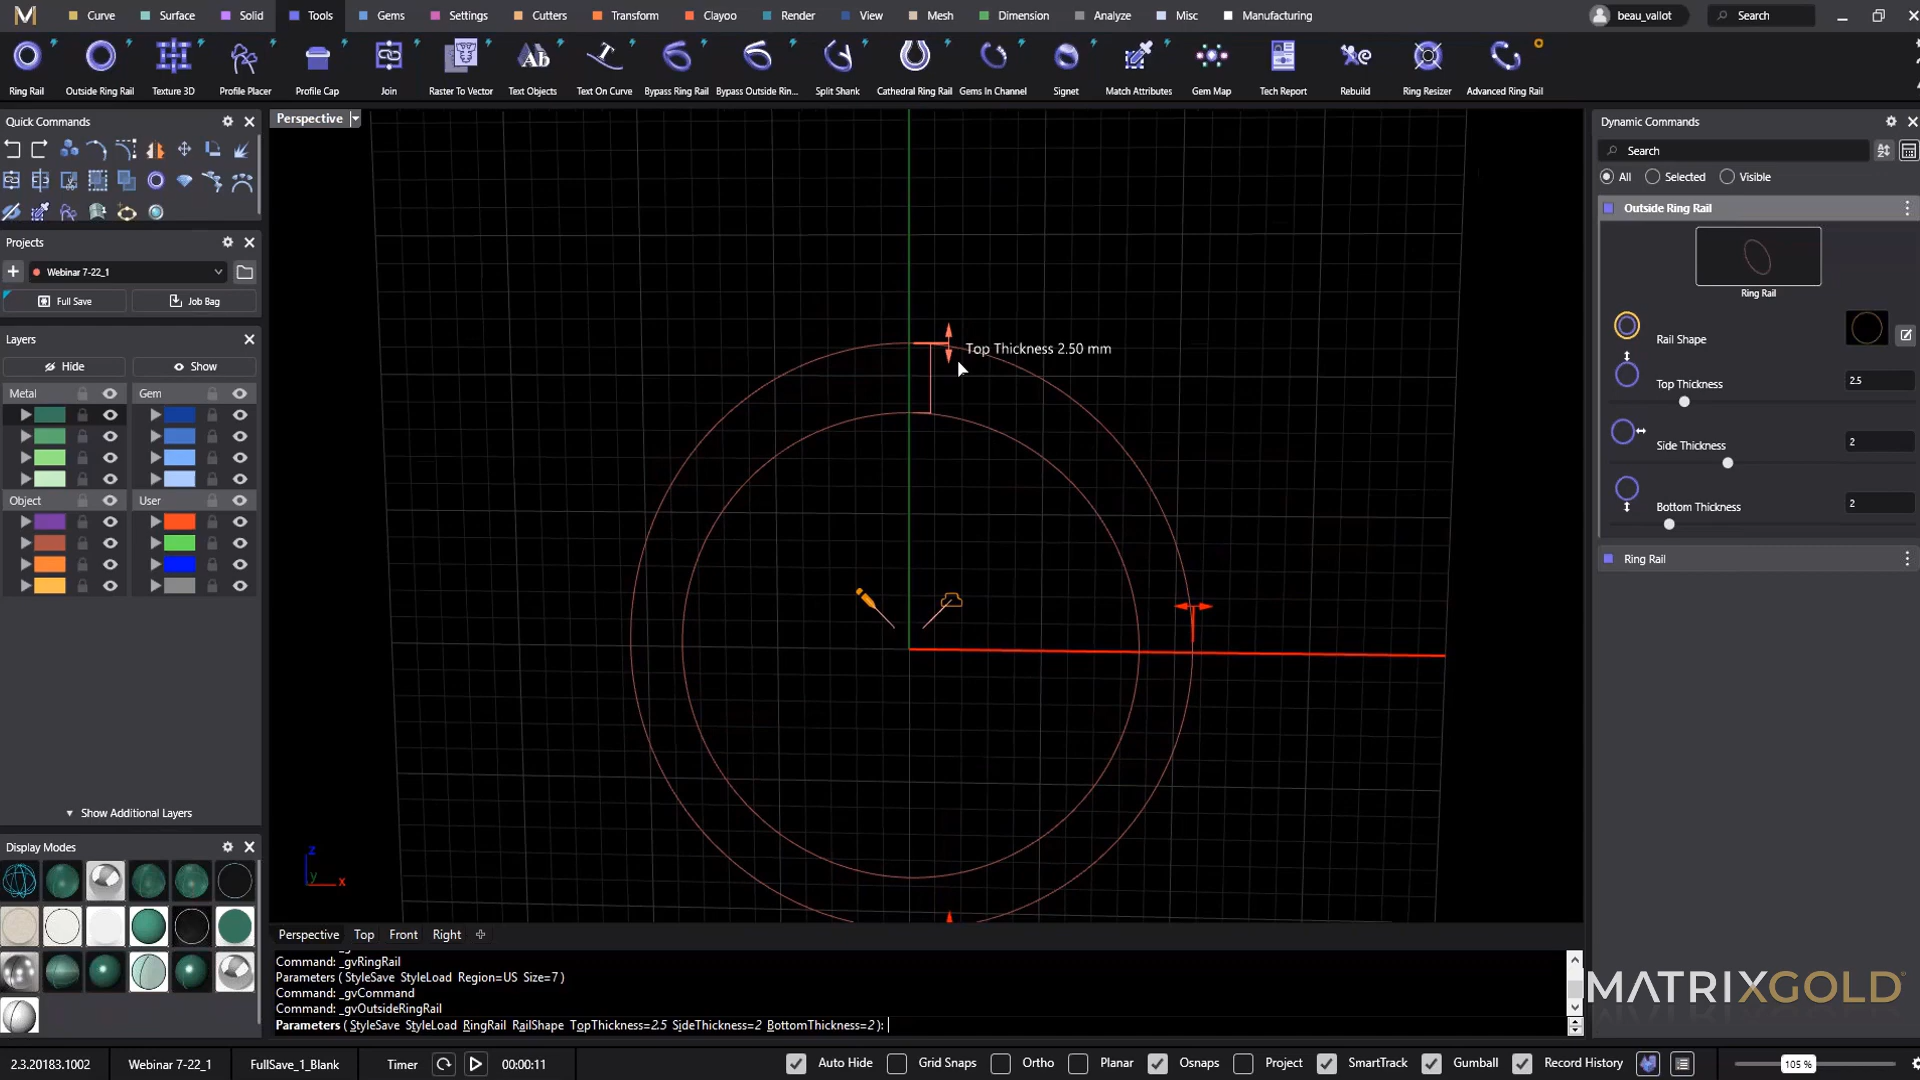 Curve Surface Solid Tools Gems Settings Cutters Transform Clayoo Render View Mesh Dimension Analyze Misc Manufacturing beau_vallot Search
Ring Rail Outside Ring Rail Texture 3D Profile Placer Profile Cap Join Raster To Vector Text Objects Text On Curve Bypass Ring Rail Bypass Outside Rin... Split Shank Cathedral Ring Rail Gems In Channel Signet Match Attributes Gem Map Tech Report Rebuild Ring Resizer Advanced Ring Rail
Quick Commands
Projects
Webinar 7-22_1
Full Save Job Bag
Layers
Hide Show
Metal Gem
Object User
Show Additional Layers
Display Modes
Perspective
Top Thickness 2.50 mm
z
y
x
Perspective Top Front Right
Command: _gvRingRail
Parameters ( StyleSave StyleLoad Region=US Size=7 )
Command: _gvCommand
Command: _gvOutsideRingRail
Parameters ( StyleSave StyleLoad RingRail RailShape TopThickness=2.5 SideThickness=2 BottomThickness=2 ):
Dynamic Commands
Search
All Selected Visible
Outside Ring Rail
Ring Rail
Rail Shape
Top Thickness 2.5
Side Thickness 2
Bottom Thickness 2
Ring Rail
MATRIXGOLD
2.3.20183.1002 Webinar 7-22_1 FullSave_1_Blank Timer 00:00:11 Auto Hide Grid Snaps Ortho Planar Osnaps Project SmartTrack Gumball Record History 105 %